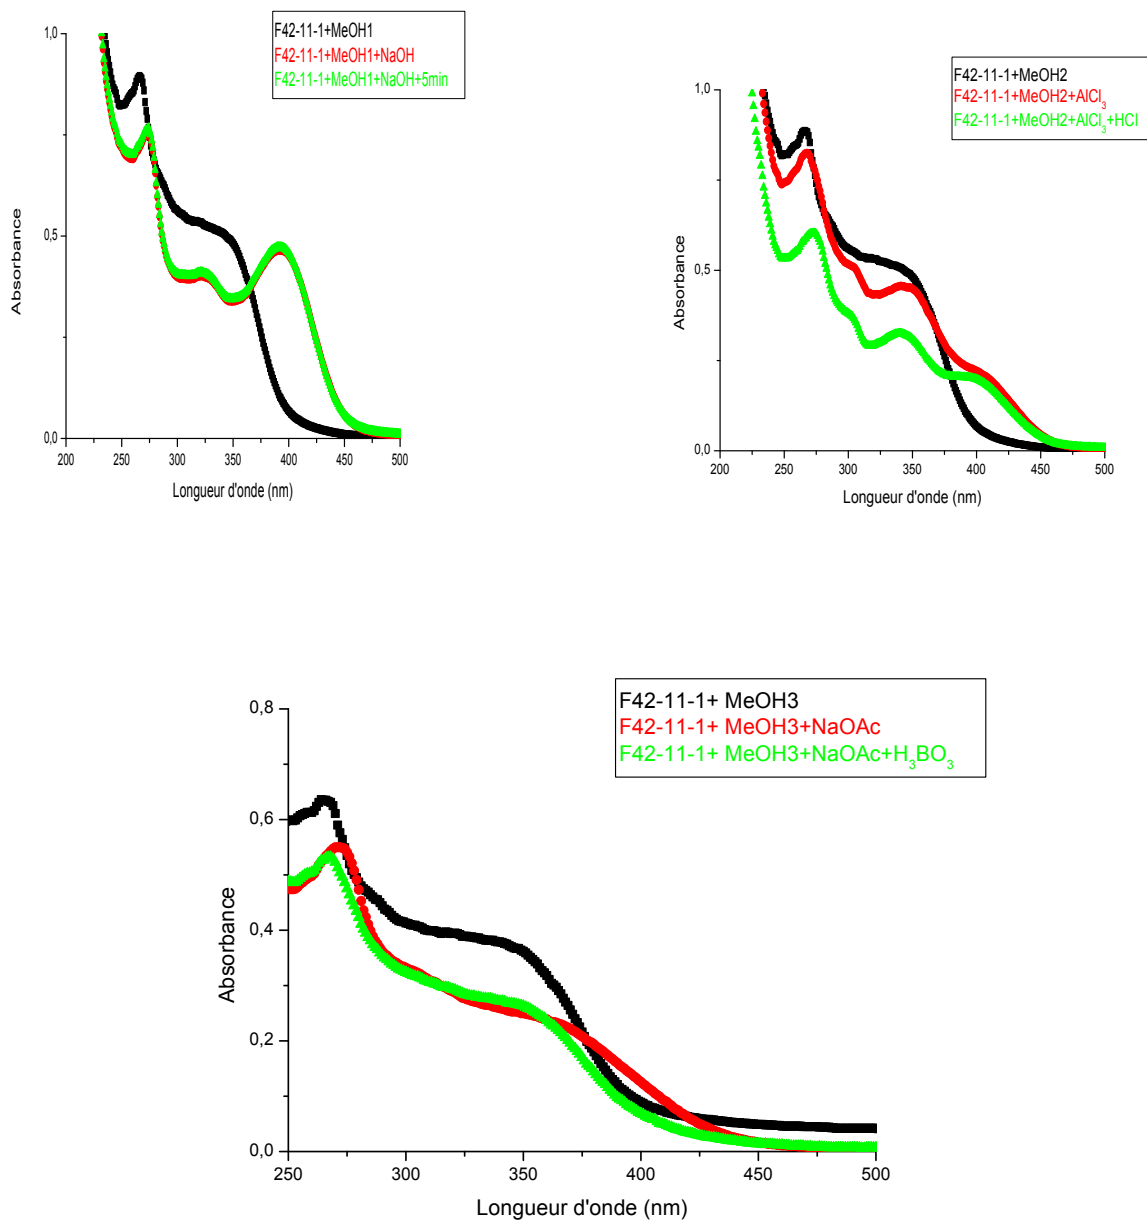 F42-11-1+MeOH1
F42-11-1+MeOH1+NaOH
F42-11-1+MeOH1+NaOH+5min
1,0
0,5
0,0
200 250 300 350 400 450 500
Absorbance
Longueur d'onde (nm)
F42-11-1+MeOH2
F42-11-1+MeOH2+AlCl3
F42-11-1+MeOH2+AlCl3+HCl
1,0
0,5
0,0
200 250 300 350 400 450 500
Absorbance
Longueur d'onde (nm)
F42-11-1+ MeOH3
F42-11-1+ MeOH3+NaOAc
F42-11-1+ MeOH3+NaOAc+H3BO3
0,8
0,6
0,4
0,2
0,0
250 300 350 400 450 500
Absorbance
Longueur d'onde (nm)